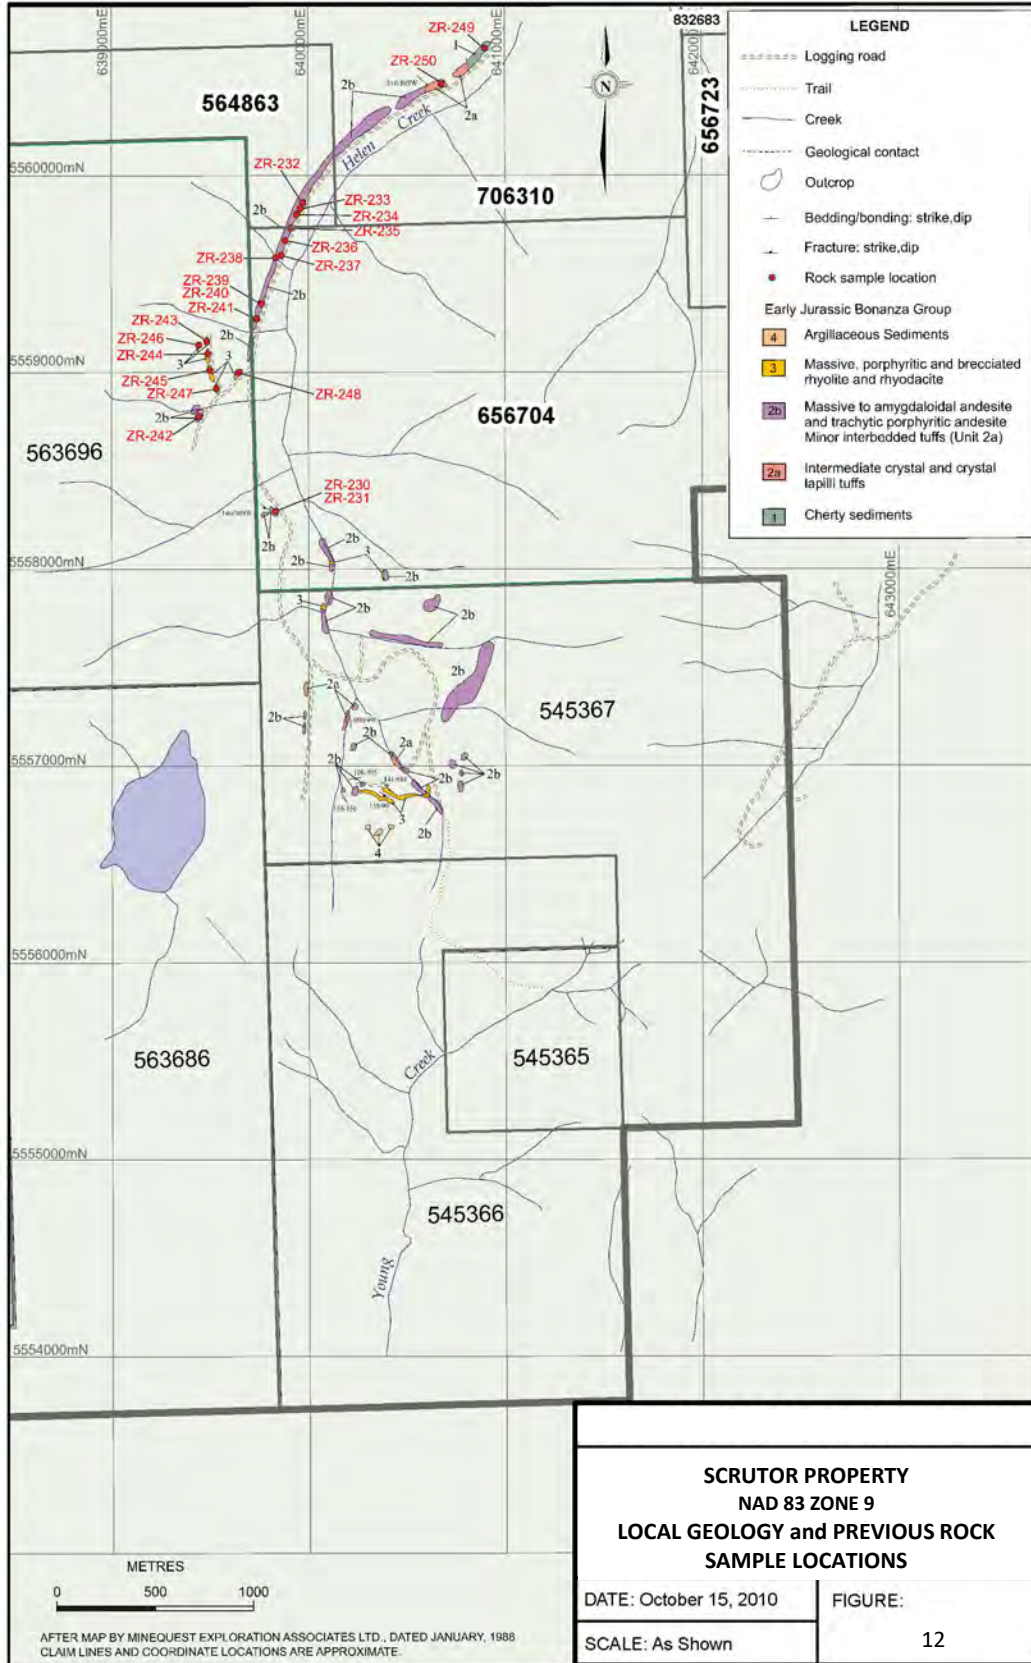 832683
639000mE
640000mE
641000mE
642000mE
ZR-249
1
ZR-250
2b
2a
564863
656723
Creek
Helen
ZR-232
5560000mN
706310
ZR-233
2b
ZR-234
ZR-235
ZR-236
ZR-238
ZR-237
ZR-239
2b
ZR-240
ZR-241
ZR-243
2b
ZR-246
3
3
ZR-244
5559000mN
ZR-245
ZR-247
ZR-248
2b
656704
ZR-242
563696
ZR-230
ZR-231
2b
2b
3
5558000mN
2b
2b
643000mE
3
2b
2b
2b
2a
2b
545367
2b
2b
2a
5557000mN
2b
2b
2b
3
2b
4
5556000mN
563686
Creek
545365
5555000mN
545366
Young
5554000mN
LEGEND
Logging road
Trail
Creek
Geological contact
Outcrop
Bedding/bonding: strike,dip
Fracture: strike,dip
Rock sample location
Early Jurassic Bonanza Group
4 Argillaceous Sediments
3 Massive, porphyritic and brecciated
rhyolite and rhyodacite
2b Massive to amygdaloidal andesite
and trachytic porphyritic andesite
Minor interbedded tuffs (Unit 2a)
2a Intermediate crystal and crystal
lapilli tuffs
1 Cherty sediments
N
METRES
0 500 1000
AFTER MAP BY MINEQUEST EXPLORATION ASSOCIATES LTD., DATED JANUARY, 1988
CLAIM LINES AND COORDINATE LOCATIONS ARE APPROXIMATE.
SCRUTOR PROPERTY
NAD 83 ZONE 9
LOCAL GEOLOGY and PREVIOUS ROCK
SAMPLE LOCATIONS
DATE: October 15, 2010
FIGURE:
SCALE: As Shown
12